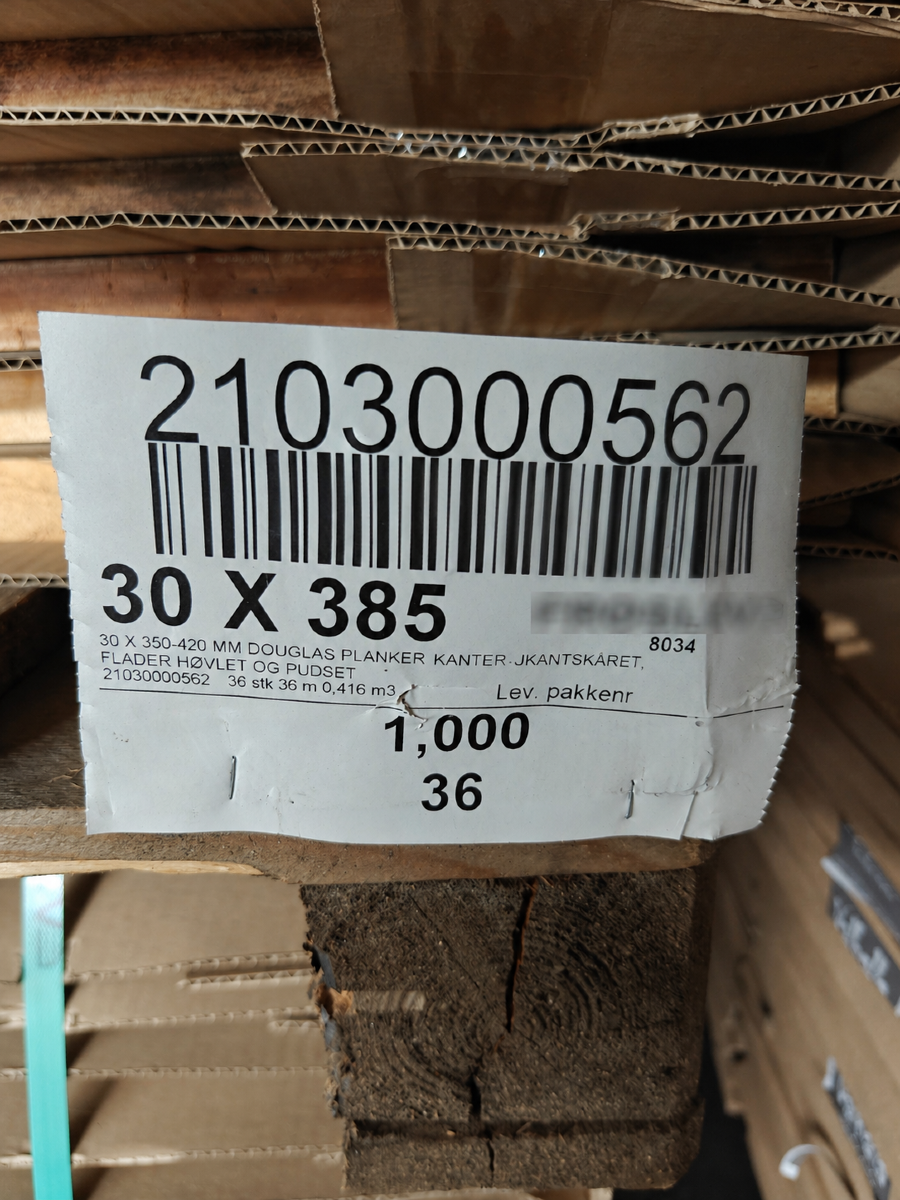 2103000562
30 X 385
8034
30 X 350-420 MM DOUGLAS PLANKER KANTER JKANTSKÅRET,
FLADER HØVLET OG PUDSET
21030000562 36 stk 36 m 0,416 m3
Lev. pakkenr
1,000
36